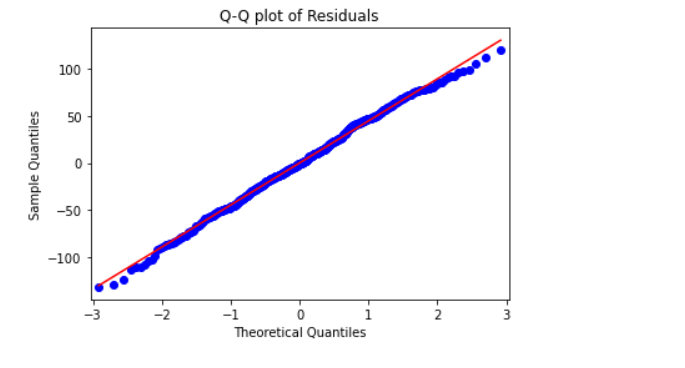 Q-Q plot of Residuals
100
50
0
−50
−100
Sample Quantiles
−3 −2 −1 0 1 2 3
Theoretical Quantiles